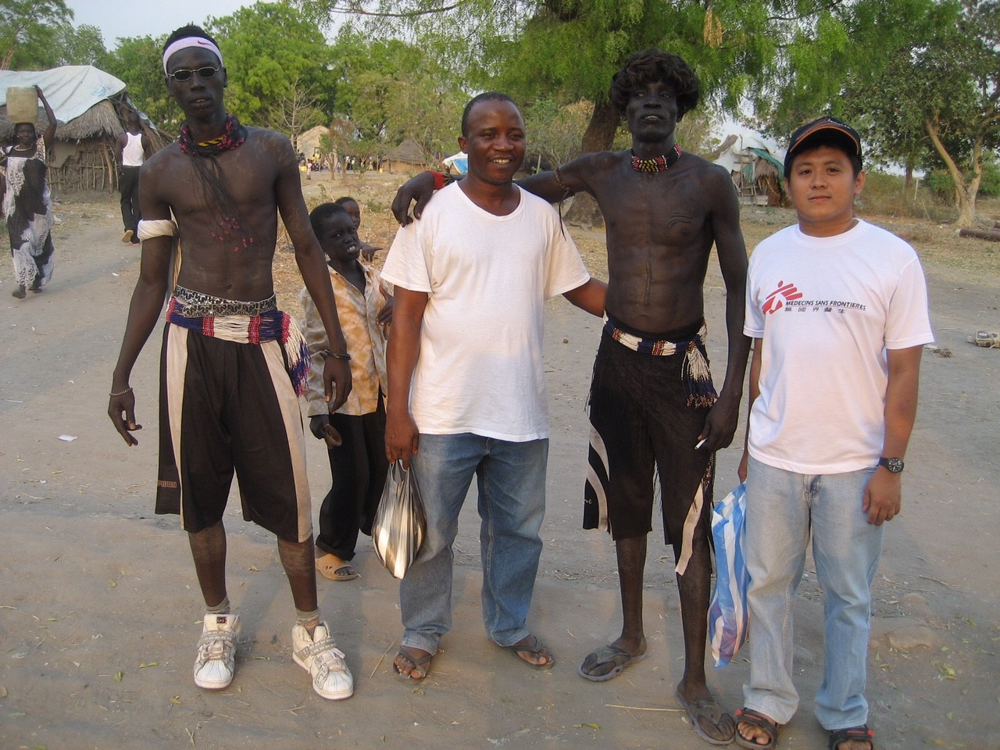 MEDECINS SANS FRONTIERES
無國界醫生